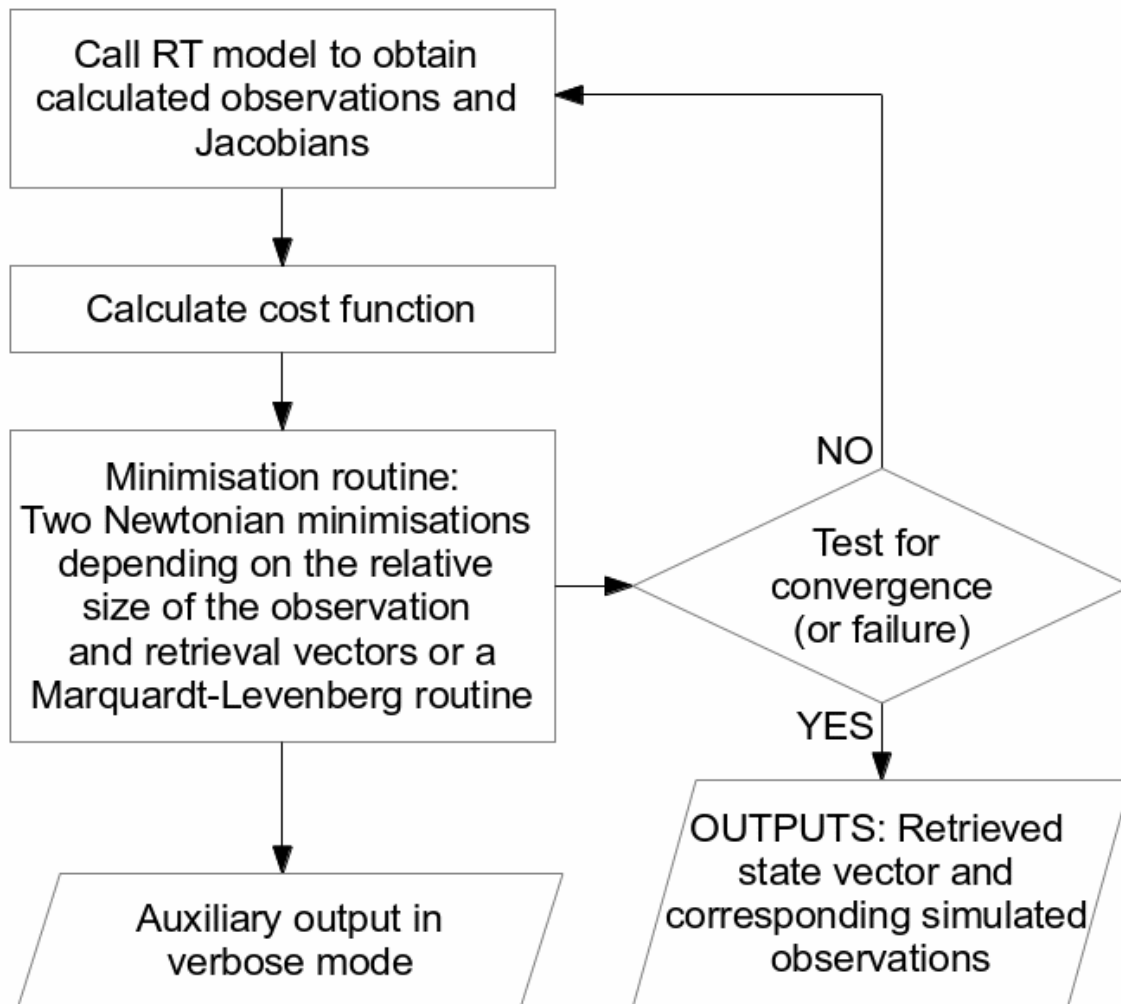 Call RT model to obtain
calculated observations and
Jacobians
Calculate cost function
Minimisation routine:
Two Newtonian minimisations
depending on the relative
size of the observation
and retrieval vectors or a
Marquardt-Levenberg routine
NO
Test for
convergence
(or failure)
YES
OUTPUTS: Retrieved
state vector and
corresponding simulated
observations
Auxiliary output in
verbose mode